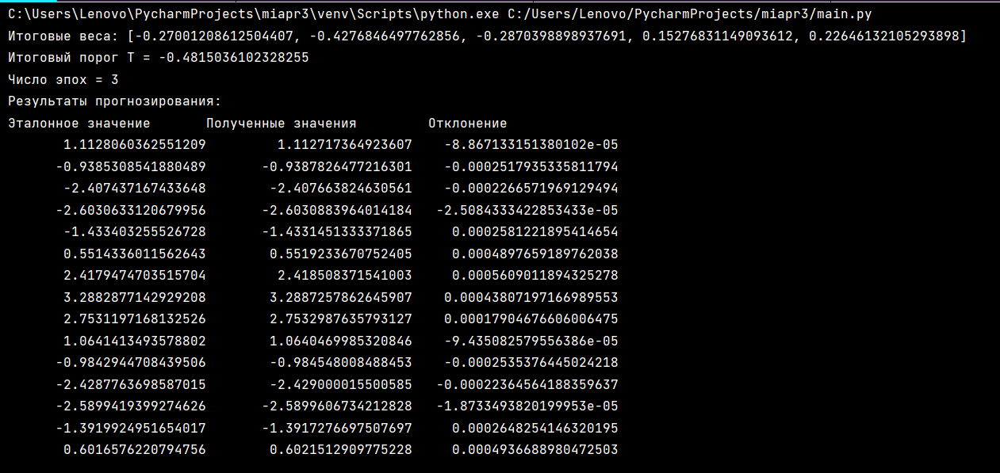 C:\Users\Lenovo\PycharmProjects\miapr3\venv\Scripts\python.exe C:/Users/Lenovo/PycharmProjects/miapr3/main.py
Итоговые веса: [-0.27001208612504407, -0.4276846497762856, -0.2870398898937691, 0.15276831149093612, 0.22646132105293898]
Итоговый порог T = -0.4815036102328255
Число эпох = 3
Результаты прогнозирования:
Эталонное значение Полученные значения Отклонение
1.1128060362551209 1.112717364923607 -8.867133151380102e-05
-0.9385308541880489 -0.9387826477216301 -0.0002517935335811794
-2.407437167433648 -2.407663824630561 -0.0002266571969129494
-2.6030633120679956 -2.6030883964014184 -2.5084333422853433e-05
-1.433403255526728 -1.4331451333371865 0.0002581221895414654
0.5514336011562643 0.5519233670752405 0.0004897659189762038
2.4179474703515704 2.418508371541003 0.0005609011894325278
3.2882877142929208 3.2887257862645907 0.00043807197166989553
2.7531197168132526 2.7532987635793127 0.00017904676606006475
1.0641413493578802 1.0640469985320846 -9.435082579556386e-05
-0.9842944708439506 -0.984548008488453 -0.0002535376445024218
-2.4287763698587015 -2.429000015500585 -0.00022364564188359637
-2.5899419399274626 -2.5899606734212828 -1.8733493820199953e-05
-1.3919924951654017 -1.3917276697507697 0.0002648254146320195
0.6016576220794756 0.6021512909775228 0.0004936688980472503